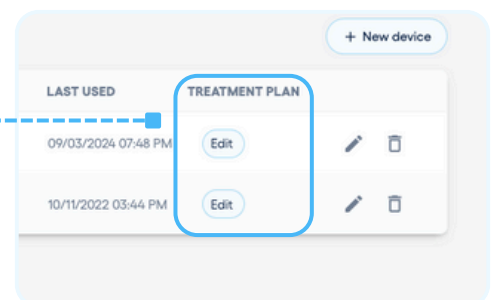 + New device
LAST USED TREATMENT PLAN
09/03/2024 07:48 PM Edit
10/11/2022 03:44 PM Edit